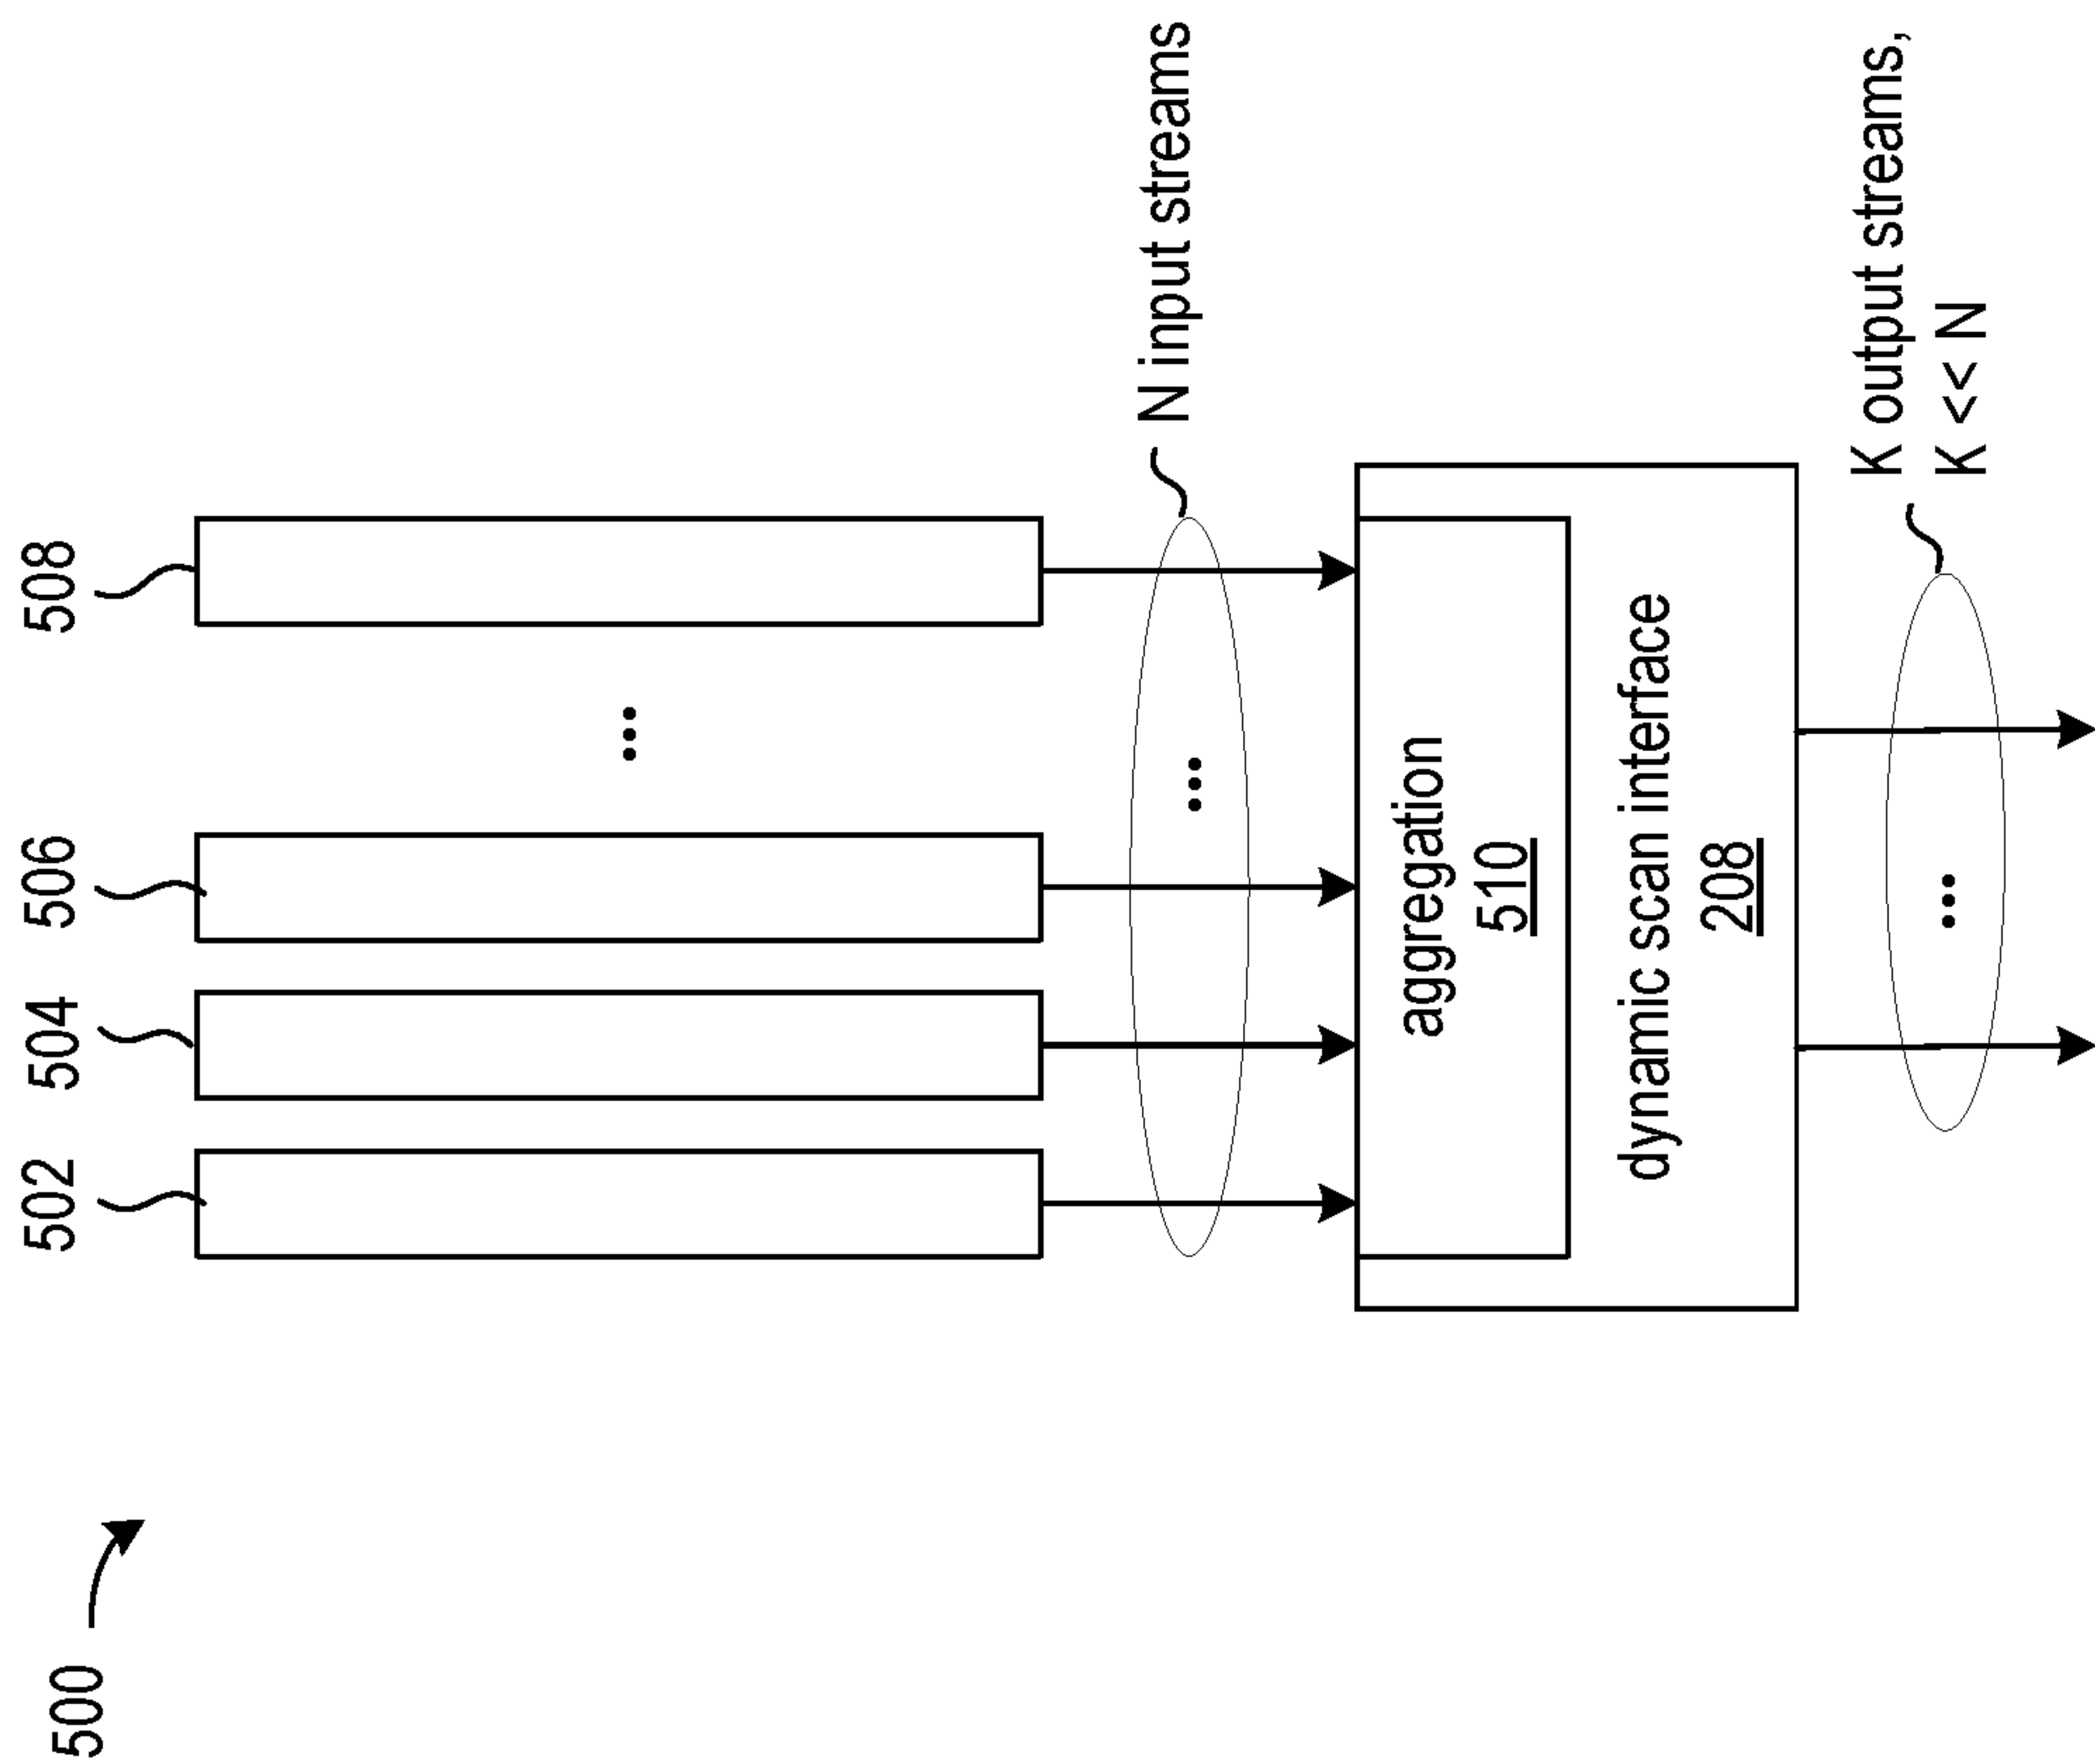 500
502
504
506
508
...
N input streams
...
aggregation
510
dynamic scan interface
208
K output streams,
K << N
...